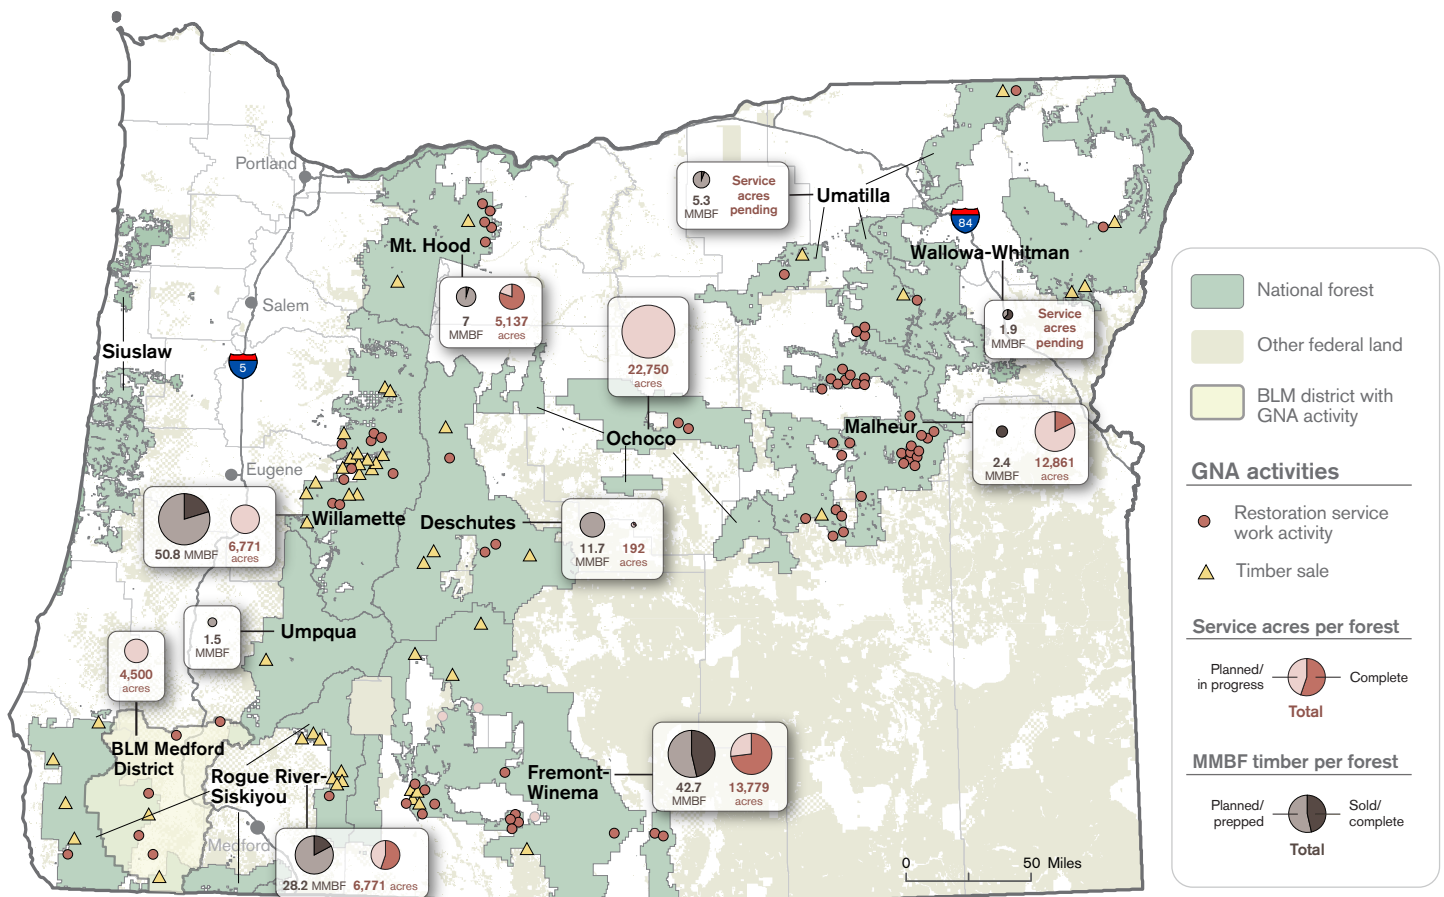 Portland
Mt. Hood
7
MMBF
5,137
acres
Salem
Siuslaw
5
Eugene
50.8 MMBF
6,771
acres
Willamette
Deschutes
11.7
MMBF
192
acres
22,750
acres
Ochoco
5.3
MMBF
Service
acres
pending
Umatilla
84
Wallowa-Whitman
1.9
MMBF
Service
acres
pending
Malheur
2.4
MMBF
12,861
acres
1.5
MMBF
Umpqua
4,500
acres
BLM Medford
District
Rogue River-
Siskiyou
Medford
28.2 MMBF
6,771 acres
Fremont-
Winema
42.7
MMBF
13,779
acres
0
50 Miles
National forest
Other federal land
BLM district with
GNA activity
GNA activities
Restoration service
work activity
Timber sale
Service acres per forest
Planned/
in progress
Complete
Total
MMBF timber per forest
Planned/
prepped
Sold/
complete
Total